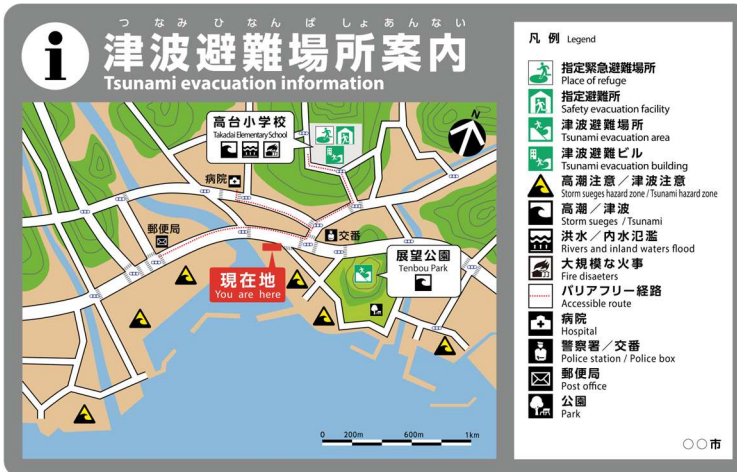 つなみひなんばしょあんない
津波避難場所案内
Tsunami evacuation information
高台小学校
Takadai Elementary School
N
病院
郵便局
交番
現在地
You are here
展望公園
Tenbou Park
0 200m 600m 1km
凡 例 Legend
指定緊急避難場所
Place of refuge
指定避難所
Safety evacuation facility
津波避難場所
Tsunami evacuation area
津波避難ビル
Tsunami evacuation building
高潮注意／津波注意
Storm sueges hazard zone / Tsunami hazard zone
高潮／津波
Storm sueges / Tsunami
洪水／内水氾濫
Rivers and inland waters flood
大規模な火事
Fire disaeters
バリアフリー経路
Accessible route
病院
Hospital
警察署／交番
Police station / Police box
郵便局
Post office
公園
Park
○○市